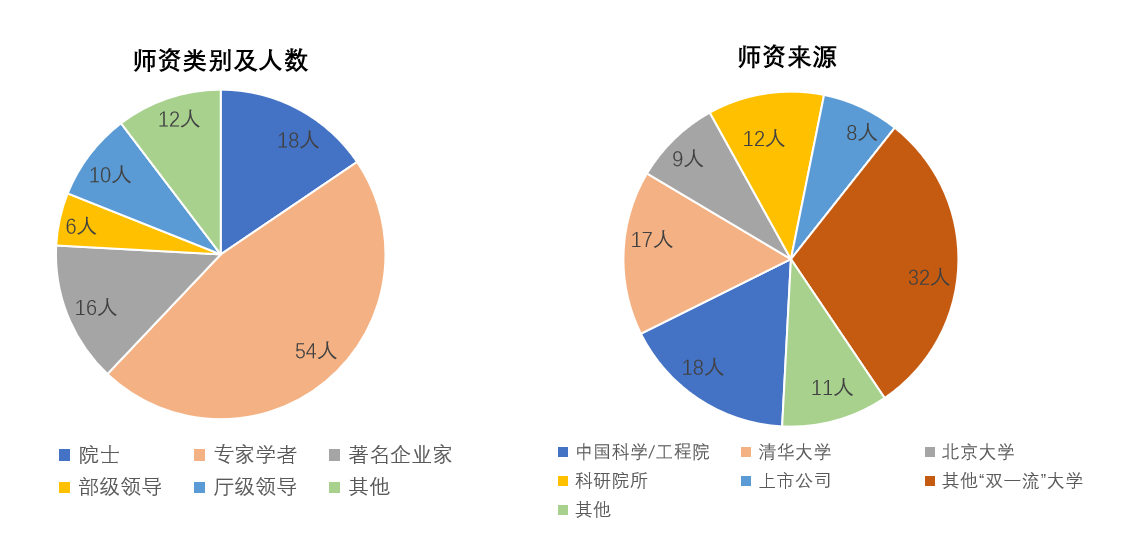 师资类别及人数
18人
54人
16人
6人
10人
12人
院士
专家学者
著名企业家
部级领导
厅级领导
其他
师资来源
8人
32人
11人
18人
17人
9人
12人
中国科学/工程院
清华大学
北京大学
科研院所
上市公司
其他“双一流”大学
其他